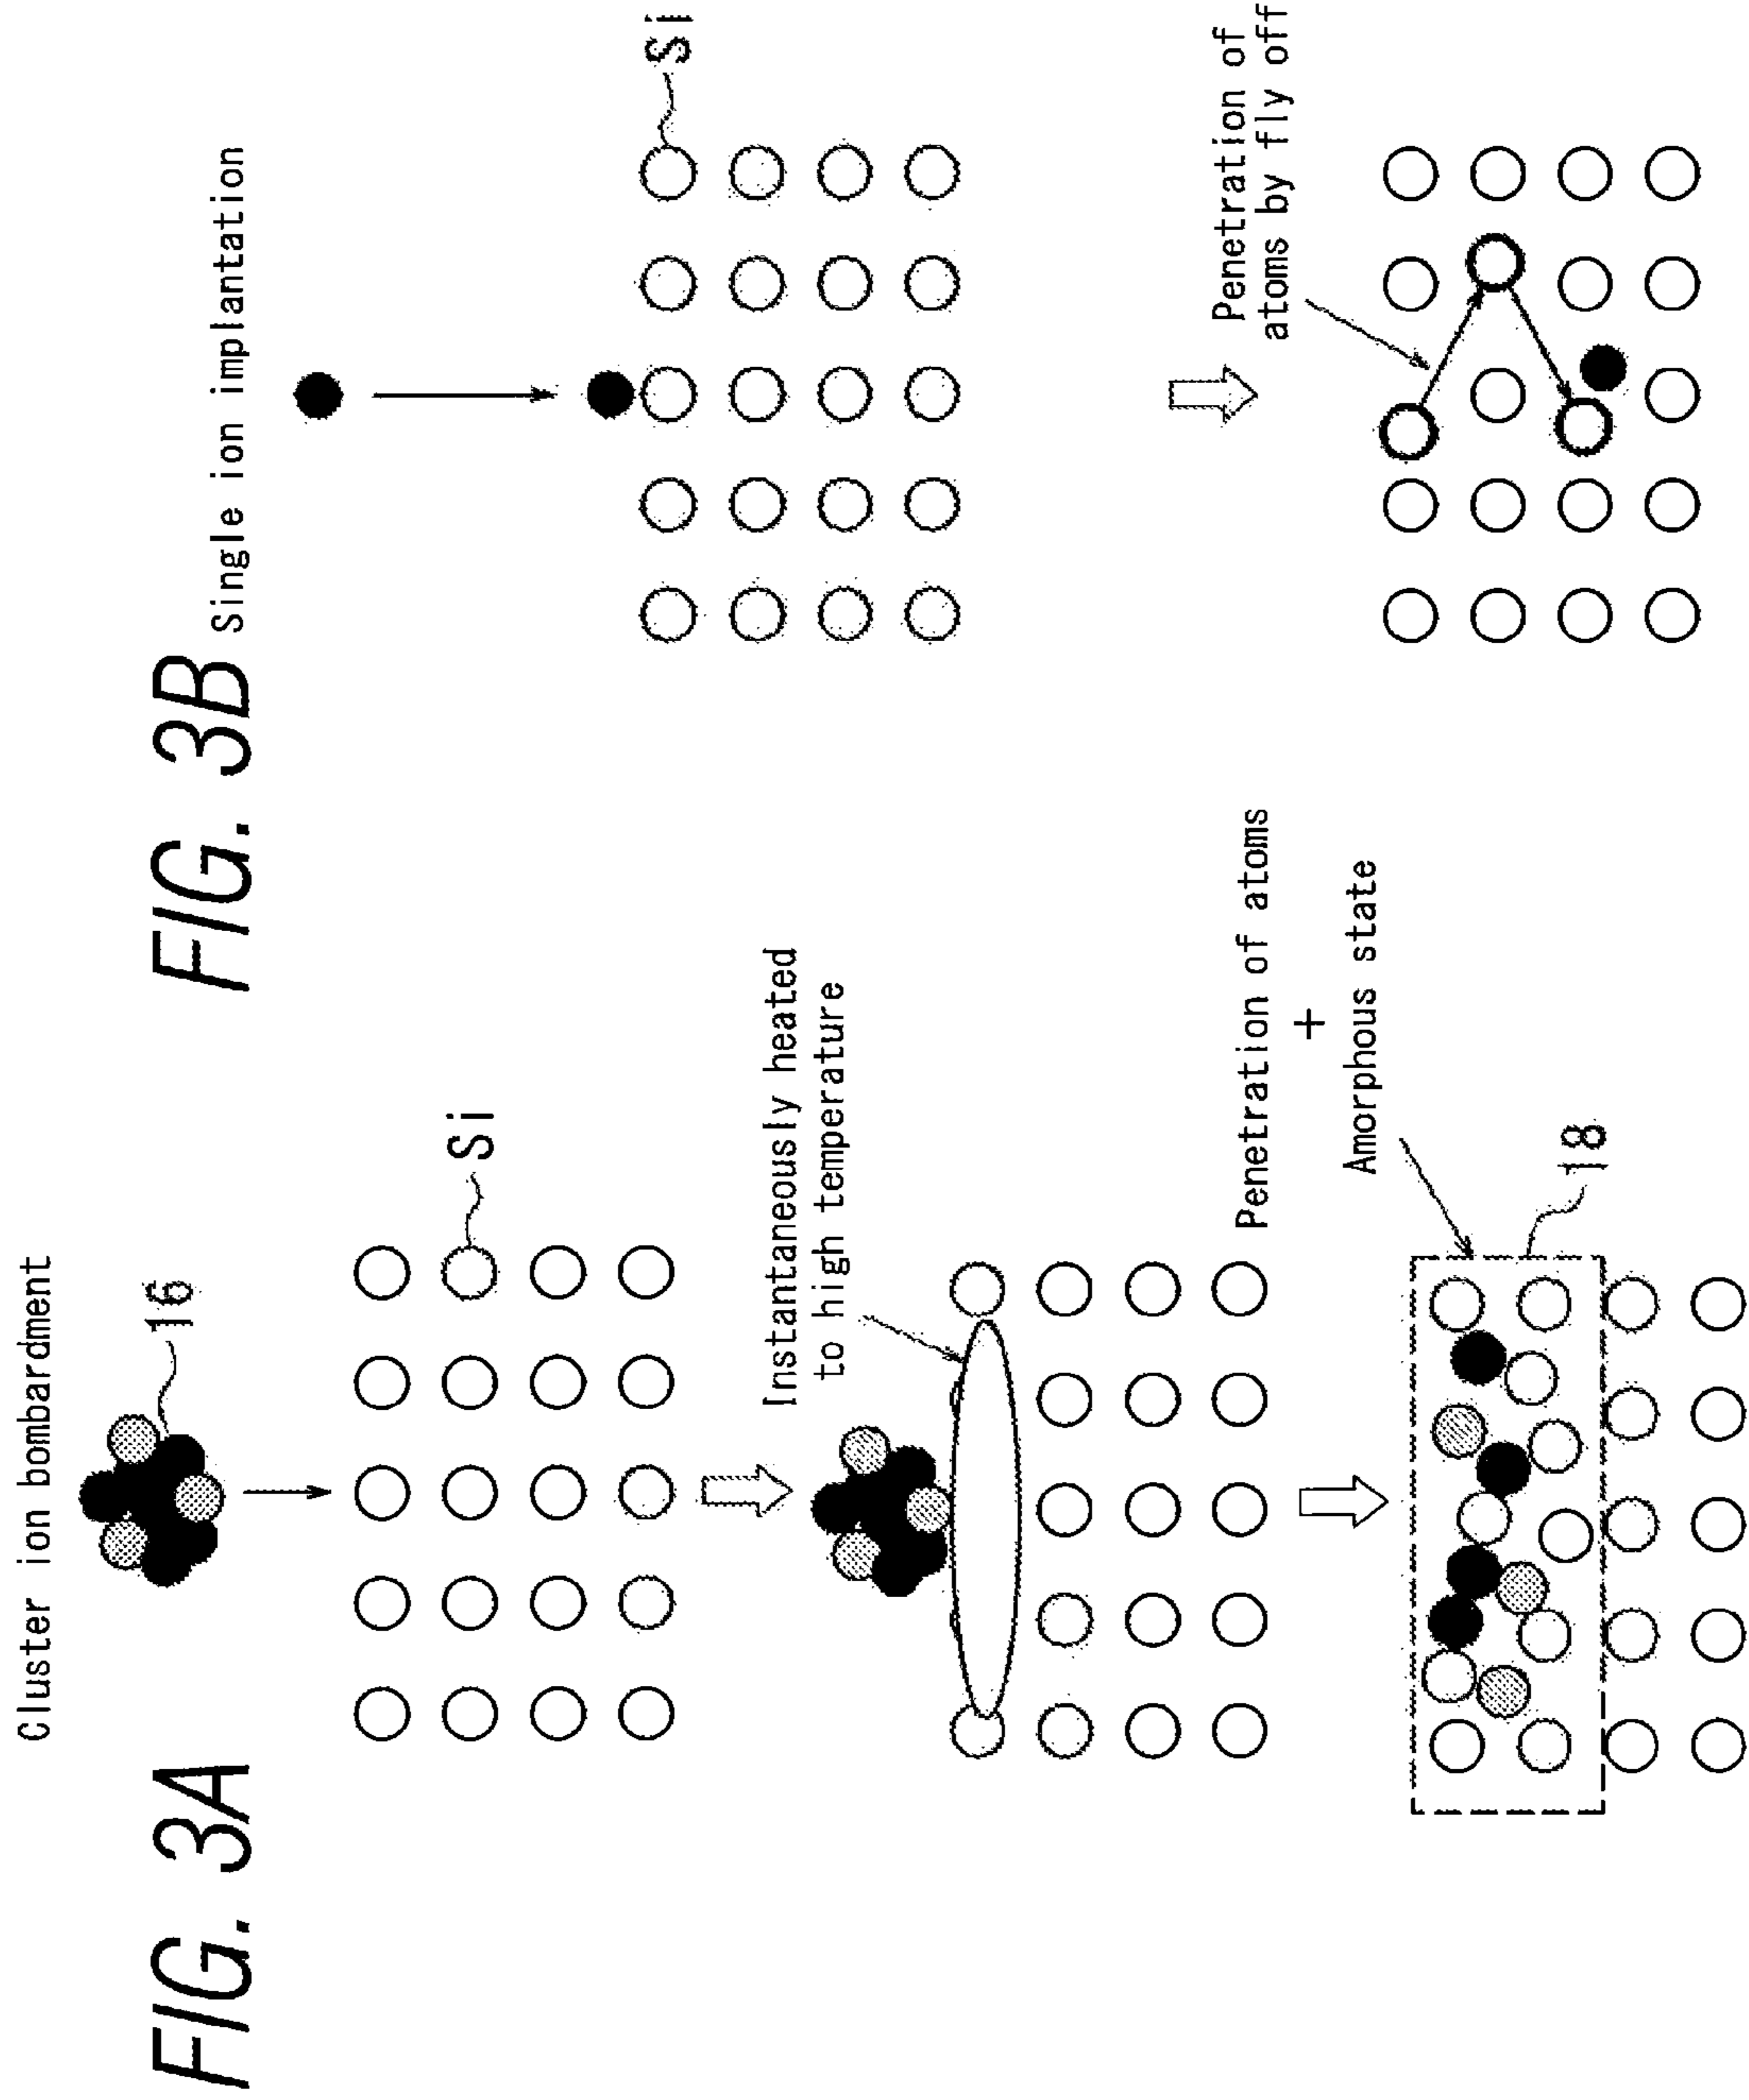 FIG. 3A
Cluster ion bombardment
16
Si
Instantaneously heated
to high temperature
Penetration of atoms
+
Amorphous state
18
FIG. 3B
Single ion implantation
Si
Penetration of
atoms by fly off